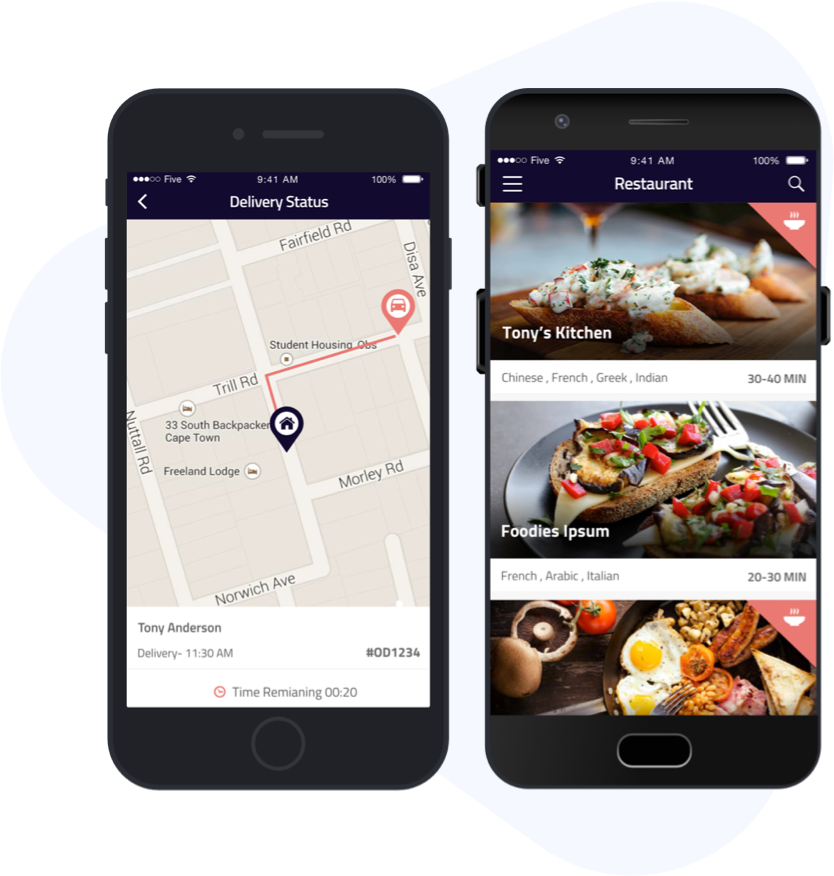 Five
9:41 AM
100%
Delivery Status
Fairfield Rd
Disa Ave
Student Housing, Obs
Trill Rd
33 South Backpacker
Cape Town
Nuttall Rd
Freeland Lodge
Morley Rd
Norwich Ave
Tony Anderson
Delivery- 11:30 AM
#OD1234
Time Remianing 00:20
Five
9:41 AM
100%
Restaurant
Tony's Kitchen
Chinese , French , Greek , Indian
30-40 MIN
Foodies Ipsum
French , Arabic , Italian
20-30 MIN